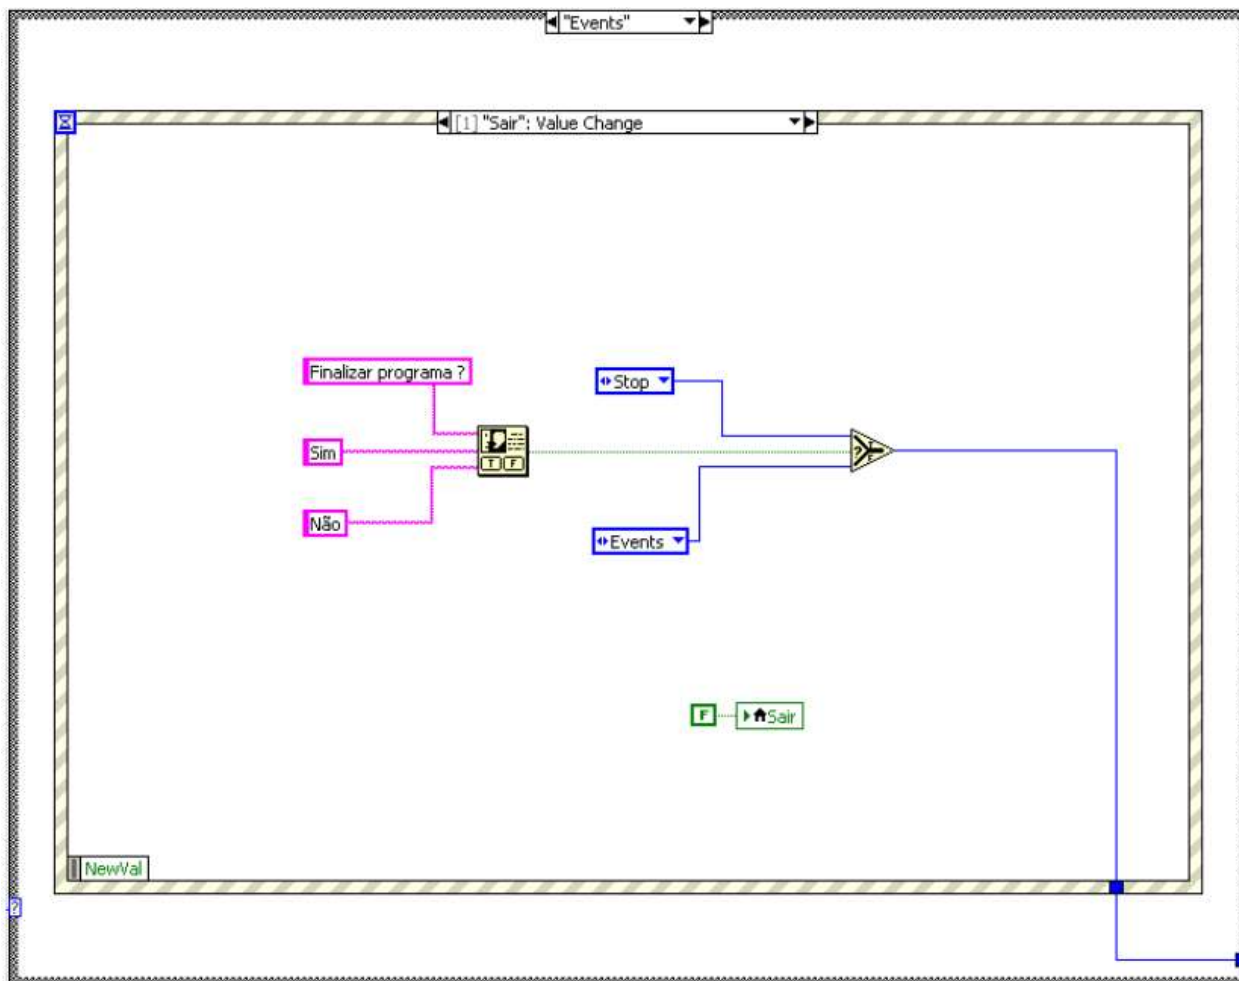 "Events"
[1] "Sair": Value Change
Finalizar programa ?
Stop
Sim
? T F
T F
Não
Events
F Sair
NewVal
?